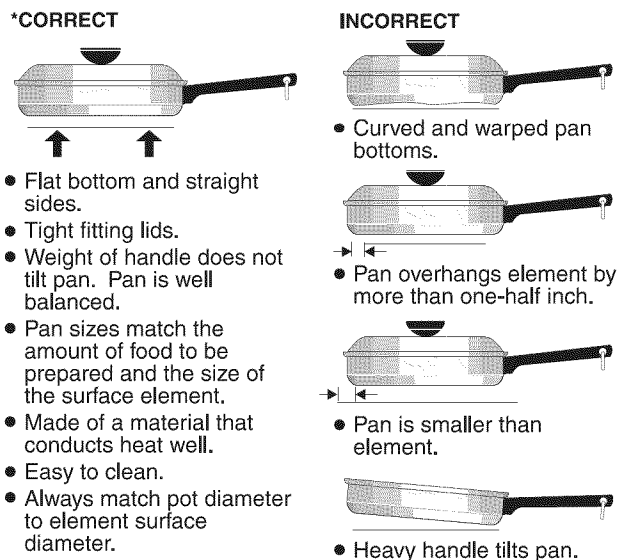 *CORRECT
• Flat bottom and straight
sides.
• Tight fitting lids.
• Weight of handle does not
tilt pan. Pan is well
balanced.
• Pan sizes match the
amount of food to be
prepared and the size of
the surface element.
• Made of a material that
conducts heat well.
• Easy to clean.
• Always match pot diameter
to element surface
diameter.
INCORRECT
• Curved and warped pan
bottoms.
• Pan overhangs element by
more than one-half inch.
• Pan is smaller than
element.
• Heavy handle tilts pan.